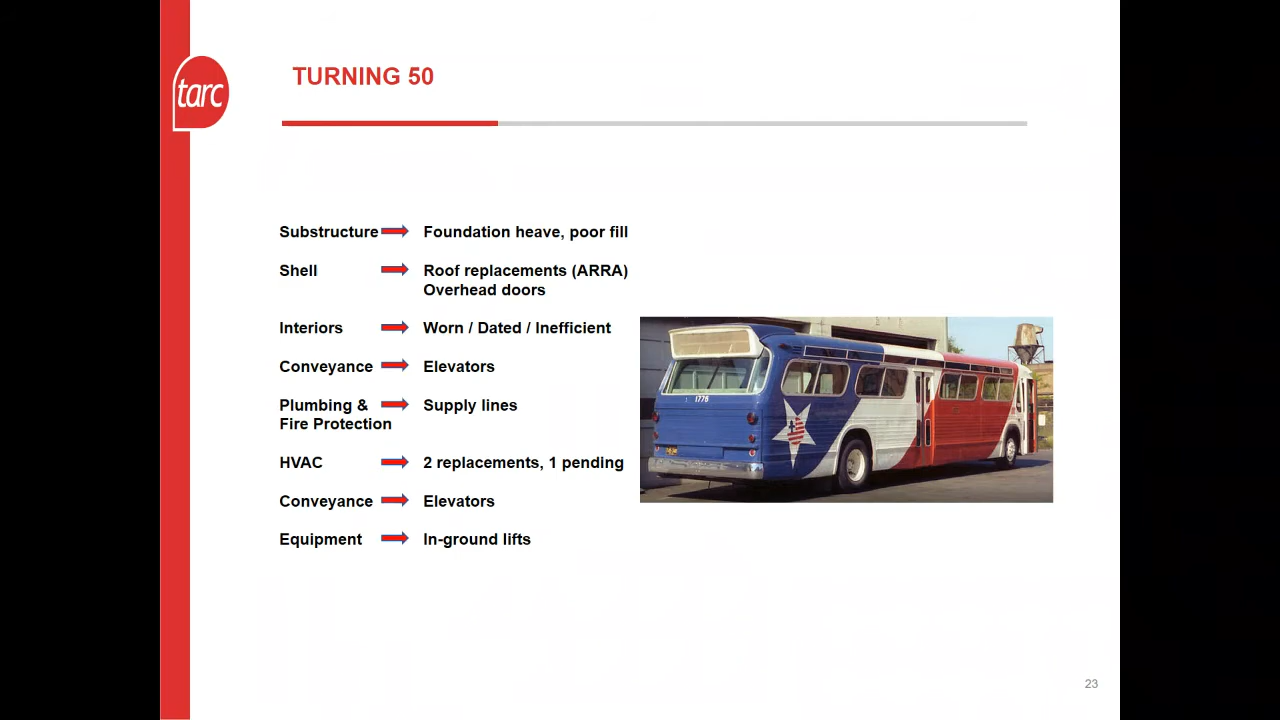 tarc
TURNING 50
Substructure Foundation heave, poor fill
Shell Roof replacements (ARRA)
Overhead doors
Interiors Worn / Dated / Inefficient
Conveyance Elevators
Plumbing & Supply lines
Fire Protection
HVAC 2 replacements, 1 pending
Conveyance Elevators
Equipment In-ground lifts
1776
23